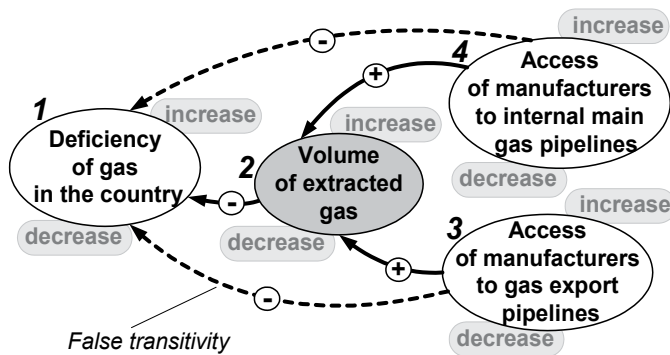 increase
-
4
Access
of manufacturers
to internal main
gas pipelines
decrease
+
1
increase
Deficiency
of gas
in the country
decrease
-
2
increase
Volume
of extracted
gas
decrease
increase
3
Access
of manufacturers
to gas export
pipelines
decrease
+
-
False transitivity